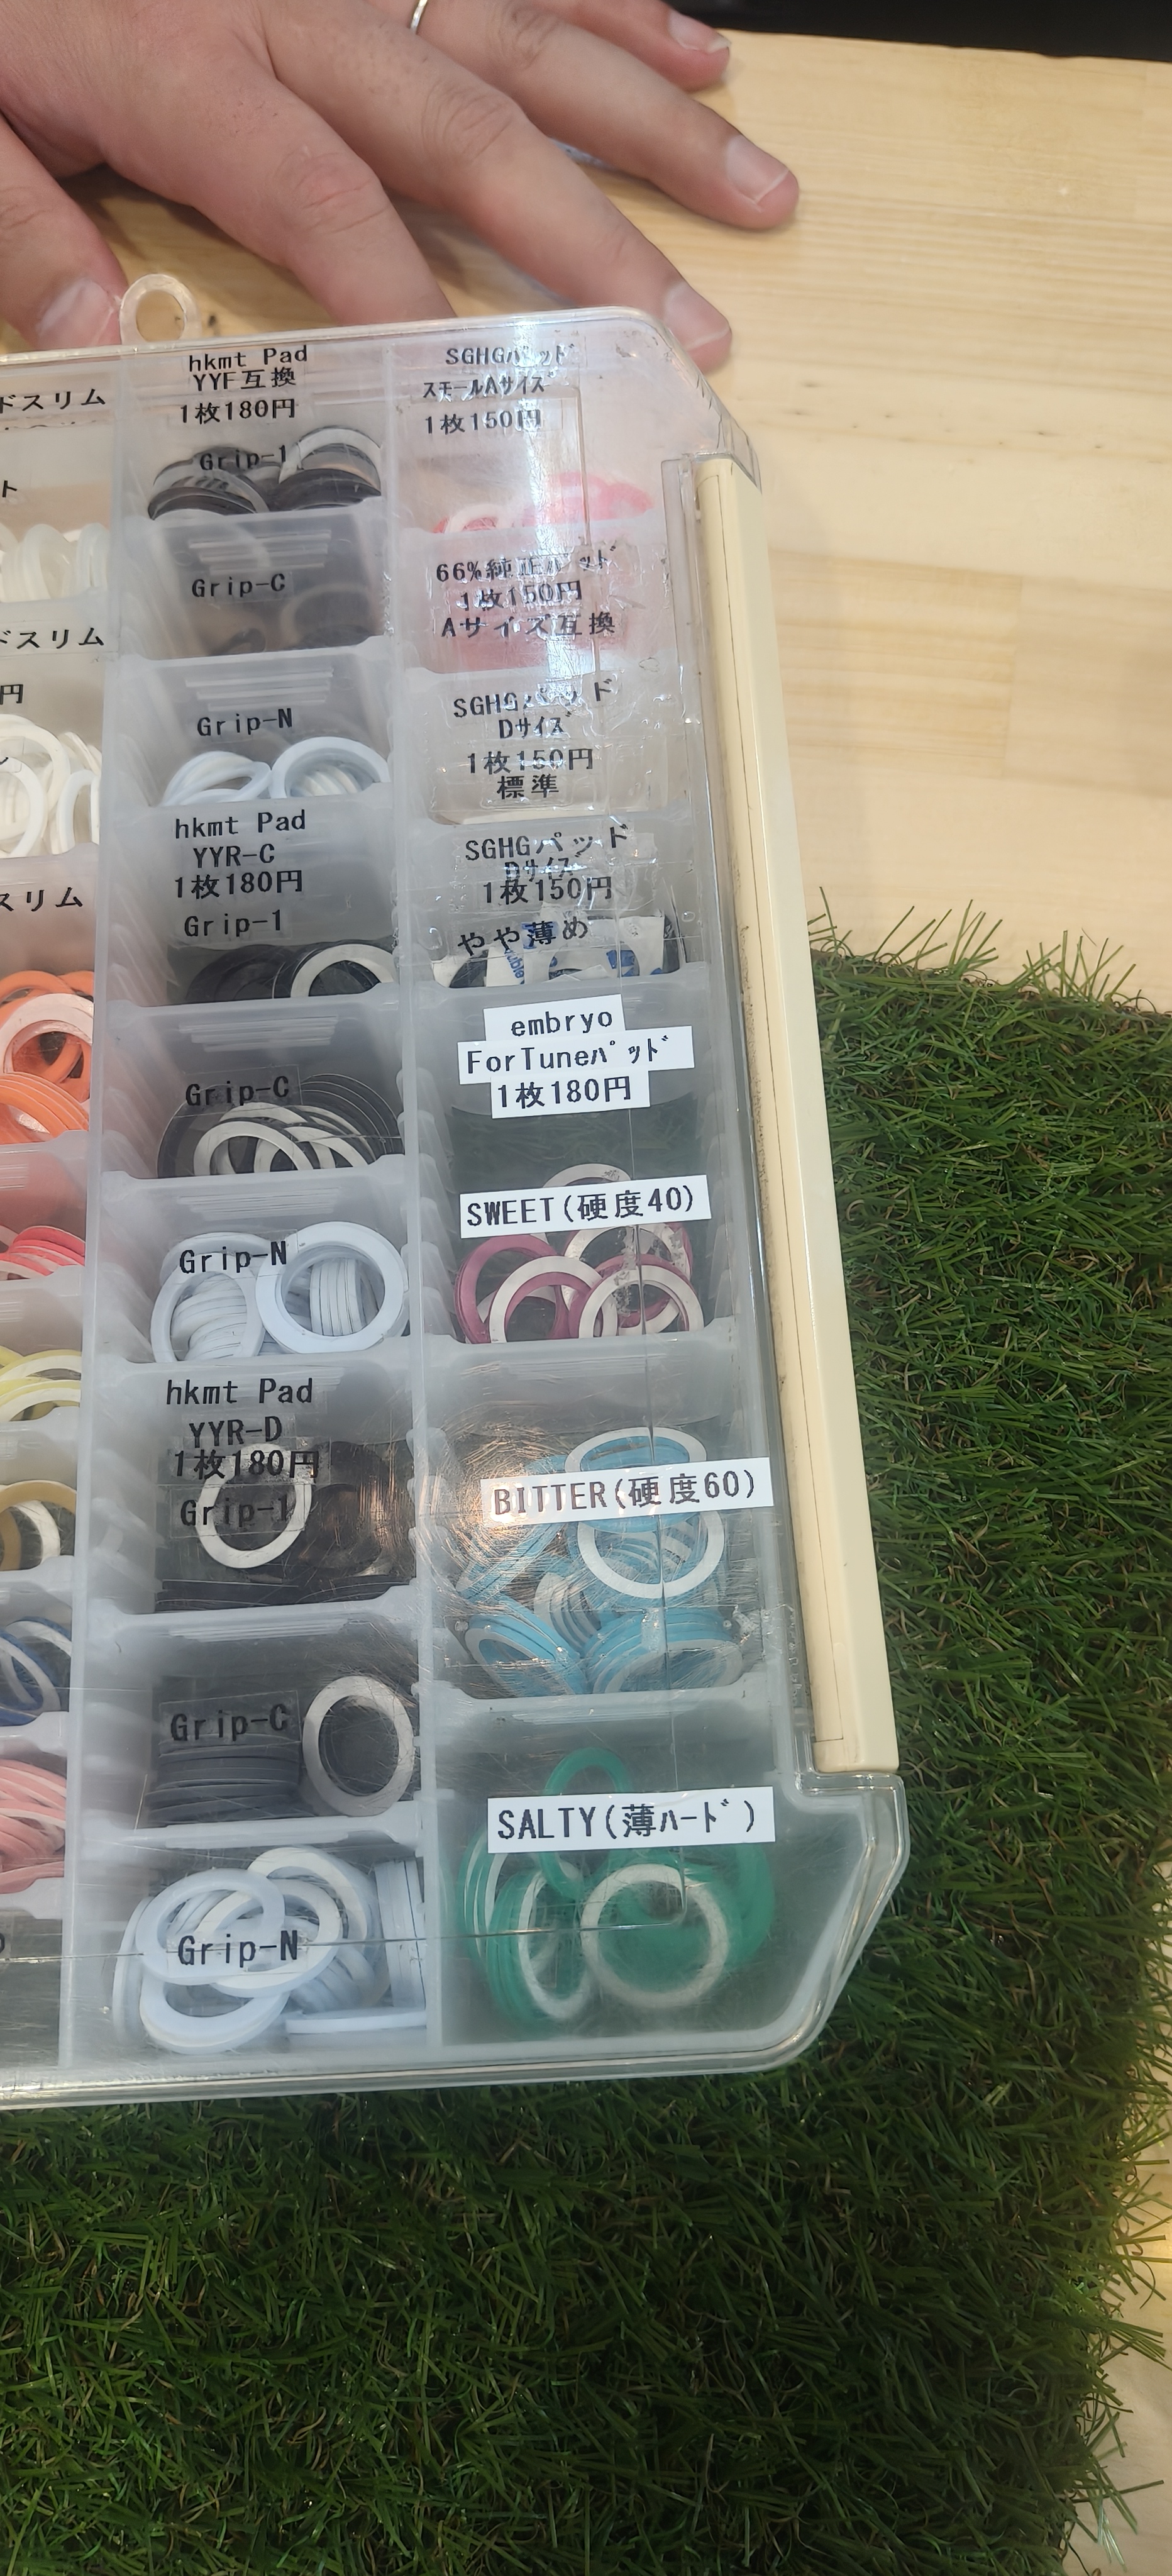 ドスリム
ト
ドスリム
円
スリム
hkmt Pad
YYF互換
1枚180円
Grip-1
Grip-C
Grip-N
hkmt Pad
YYR-C
1枚180円
Grip-1
Grip-C
Grip-N
hkmt Pad
YYR-D
1枚180円
Grip-1
Grip-C
Grip-N
SGHGパッド
スモールAサイズ
1枚150円
66%純正パッド
1枚150円
Aサイズ互換
SGHGパッド
Dサイズ
1枚150円
標準
SGHGパッド
Dサイズ
1枚150円
やや薄め
embryo
ForTuneパッド
1枚180円
SWEET(硬度40)
BITTER(硬度60)
SALTY(薄ハード)